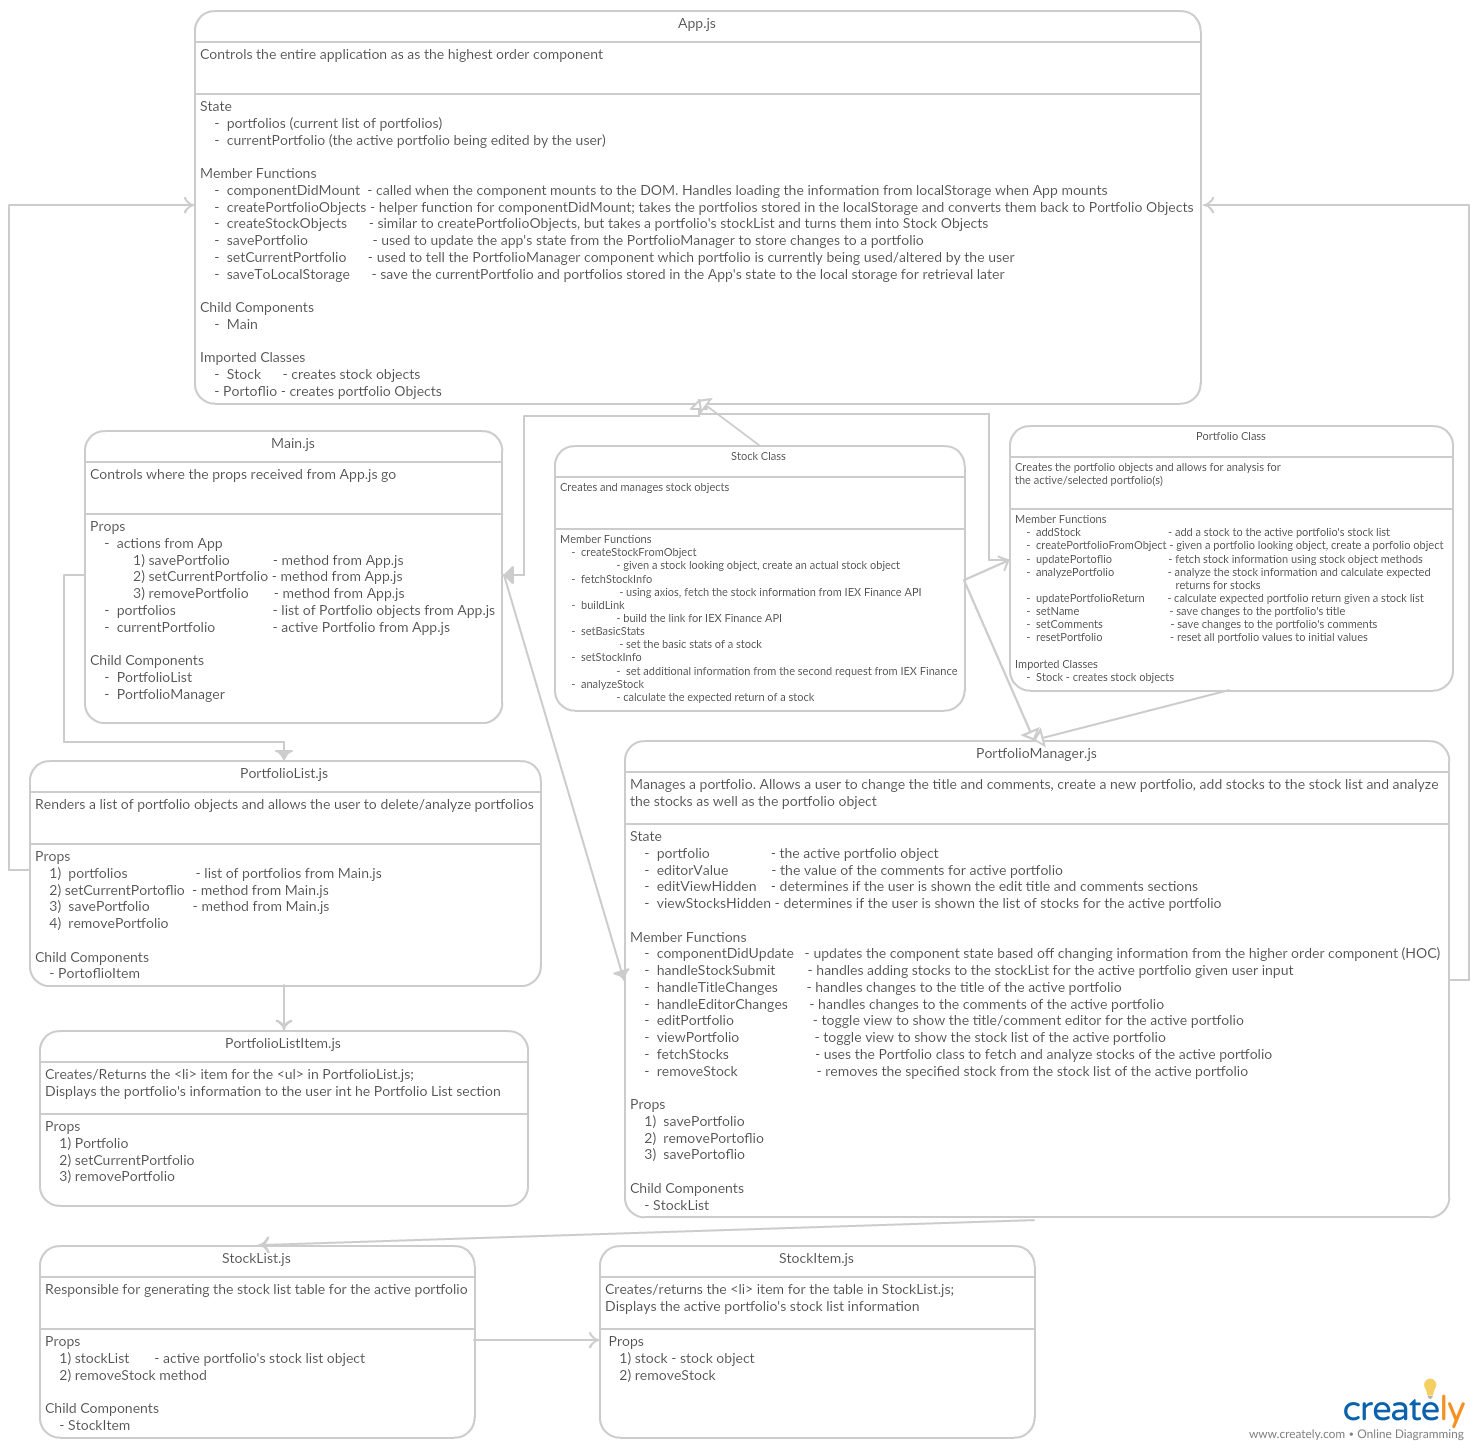 App.js
Controls the entire application as as the highest order component
State
- portfolios (current list of portfolios)
- currentPortfolio (the active portfolio being edited by the user)
Member Functions
- componentDidMount - called when the component mounts to the DOM. Handles loading the information from localStorage when App mounts
- createPortfolioObjects - helper function for componentDidMount; takes the portfolios stored in the localStorage and converts them back to Portfolio Objects
- createStockObjects - similar to createPortfolioObjects, but takes a portfolio's stockList and turns them into Stock Objects
- savePortfolio - used to update the app's state from the PortfolioManager to store changes to a portfolio
- setCurrentPortfolio - used to tell the PortfolioManager component which portfolio is currently being used/altered by the user
- saveToLocalStorage - save the currentPortfolio and portfolios stored in the App's state to the local storage for retrieval later
Child Components
- Main
Imported Classes
- Stock - creates stock objects
- Portoflio - creates portfolio Objects
Main.js
Controls where the props received from App.js go
Props
- actions from App
1) savePortfolio - method from App.js
2) setCurrentPortfolio - method from App.js
3) removePortfolio - method from App.js
- portfolios - list of Portfolio objects from App.js
- currentPortfolio - active Portfolio from App.js
Child Components
- PortfolioList
- PortfolioManager
Stock Class
Creates and manages stock objects
Member Functions
- createStockFromObject
- given a stock looking object, create an actual stock object
- fetchStockInfo
- using axios, fetch the stock information from IEX Finance API
- buildLink
- build the link for IEX Finance API
- setBasicStats
- set the basic stats of a stock
- setStockInfo
- set additional information from the second request from IEX Finance
- analyzeStock
- calculate the expected return of a stock
Portfolio Class
Creates the portfolio objects and allows for analysis for
the active/selected portfolio(s)
Member Functions
- addStock - add a stock to the active portfolio's stock list
- createPortfolioFromObject - given a portfolio looking object, create a porfolio object
- updatePortoflio - fetch stock information using stock object methods
- analyzePortfolio - analyze the stock information and calculate expected
returns for stocks
- updatePortfolioReturn - calculate expected portfolio return given a stock list
- setName - save changes to the portfolio's title
- setComments - save changes to the portfolio's comments
- resetPortfolio - reset all portfolio values to initial values
Imported Classes
- Stock - creates stock objects
PortfolioList.js
Renders a list of portfolio objects and allows the user to delete/analyze portfolios
Props
1) portfolios - list of portfolios from Main.js
2) setCurrentPortoflio - method from Main.js
3) savePortfolio - method from Main.js
4) removePortfolio
Child Components
- PortoflioItem
PortfolioManager.js
Manages a portfolio. Allows a user to change the title and comments, create a new portfolio, add stocks to the stock list and analyze
the stocks as well as the portfolio object
State
- portfolio - the active portfolio object
- editorValue - the value of the comments for active portfolio
- editViewHidden - determines if the user is shown the edit title and comments sections
- viewStocksHidden - determines if the user is shown the list of stocks for the active portfolio
Member Functions
- componentDidUpdate - updates the component state based off changing information from the higher order component (HOC)
- handleStockSubmit - handles adding stocks to the stockList for the active portfolio given user input
- handleTitleChanges - handles changes to the title of the active portfolio
- handleEditorChanges - handles changes to the comments of the active portfolio
- editPortfolio - toggle view to show the title/comment editor for the active portfolio
- viewPortfolio - toggle view to show the stock list of the active portfolio
- fetchStocks - uses the Portfolio class to fetch and analyze stocks of the active portfolio
- removeStock - removes the specified stock from the stock list of the active portfolio
Props
1) savePortfolio
2) removePortoflio
3) savePortoflio
Child Components
- StockList
PortfolioListItem.js
Creates/Returns the <li> item for the <ul> in PortfolioList.js;
Displays the portfolio's information to the user int he Portfolio List section
Props
1) Portfolio
2) setCurrentPortfolio
3) removePortfolio
StockList.js
Responsible for generating the stock list table for the active portfolio
Props
1) stockList - active portfolio's stock list object
2) removeStock method
Child Components
- StockItem
StockItem.js
Creates/returns the <li> item for the table in StockList.js;
Displays the active portfolio's stock list information
Props
1) stock - stock object
2) removeStock
creately
www.creately.com • Online Diagramming